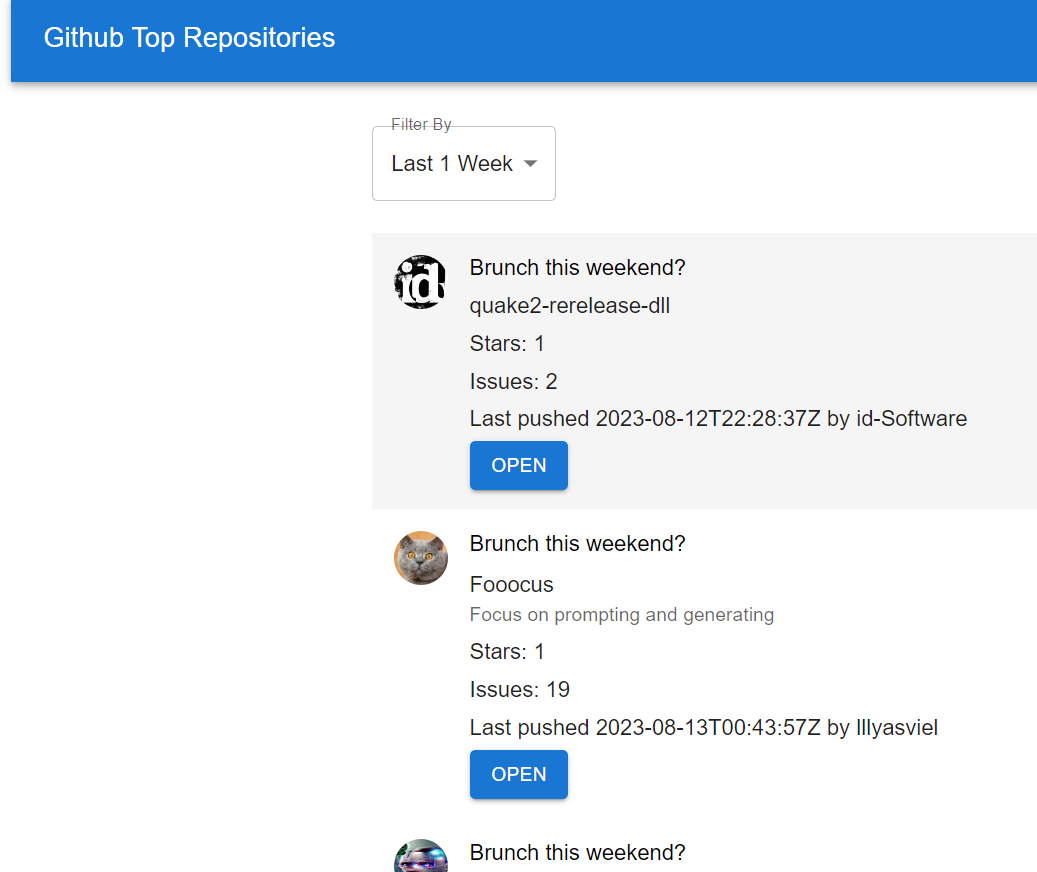 Github Top Repositories
Filter By
Last 1 Week
id
Brunch this weekend?
quake2-rerelease-dll
Stars: 1
Issues: 2
Last pushed 2023-08-12T22:28:37Z by id-Software
OPEN
Brunch this weekend?
Fooocus
Focus on prompting and generating
Stars: 1
Issues: 19
Last pushed 2023-08-13T00:43:57Z by lllyasviel
OPEN
Brunch this weekend?